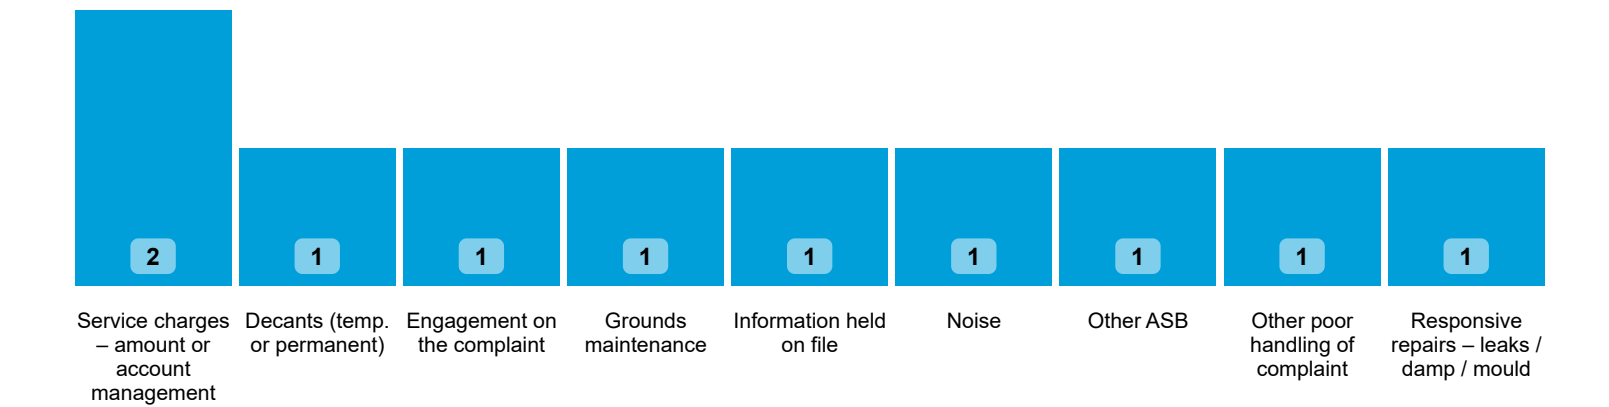 2
1
1
1
1
1
1
1
1
Service charges
– amount or
account
management
Decants (temp.
or permanent)
Engagement on
the complaint
Grounds
maintenance
Information held
on file
Noise
Other ASB
Other poor
handling of
complaint
Responsive
repairs – leaks /
damp / mould